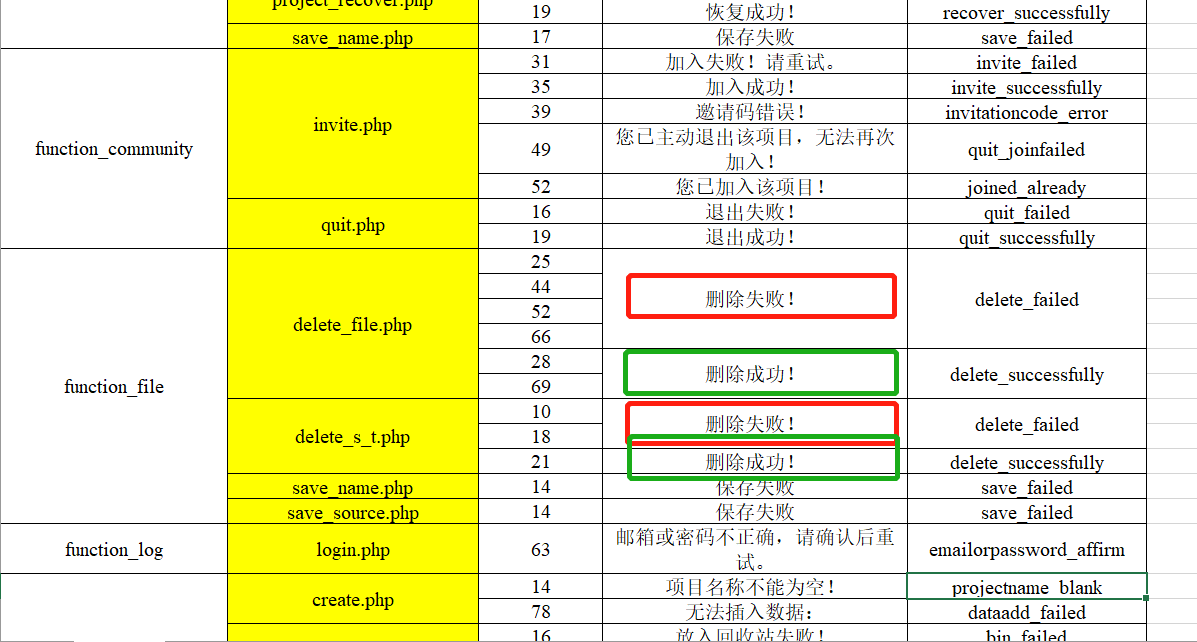 project_recover.php
19 恢复成功! recover_successfully
save_name.php 17 保存失败 save_failed
function_community invite.php 31 加入失败! 请重试。 invite_failed
35 加入成功! invite_successfully
39 邀请码错误! invitationcode_error
49 您已主动退出该项目，无法再次 quit_joinfailed
加入!
52 您已加入该项目! joined_already
quit.php 16 退出失败! quit_failed
19 退出成功! quit_successfully
function_file delete_file.php 25 删除失败! delete_failed
44
52
66
28 删除成功! delete_successfully
69
delete_s_t.php 10 删除失败! delete_failed
18
21 删除成功! delete_successfully
save_name.php 14 保存失败 save_failed
save_source.php 14 保存失败 save_failed
function_log login.php 63 邮箱或密码不正确，请确认后重 emailorpassword_affirm
试。
create.php 14 项目名称不能为空! projectname_blank
78 无法插入数据: dataadd_failed
16 放入回收站失败! bin_failed